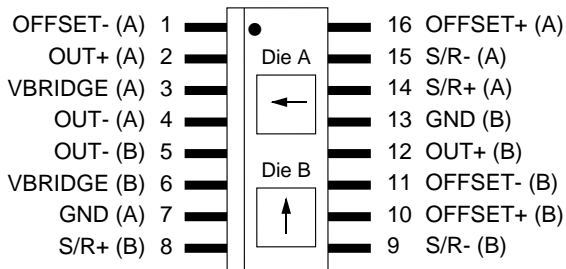 OFFSET- (A) 1 16 OFFSET+ (A)
OUT+ (A) 2 Die A 15 S/R- (A)
VBRIDGE (A) 3 14 S/R+ (A)
OUT- (A) 4 13 GND (B)
OUT- (B) 5 12 OUT+ (B)
VBRIDGE (B) 6 Die B 11 OFFSET- (B)
GND (A) 7 10 OFFSET+ (B)
S/R+ (B) 8 9 S/R- (B)